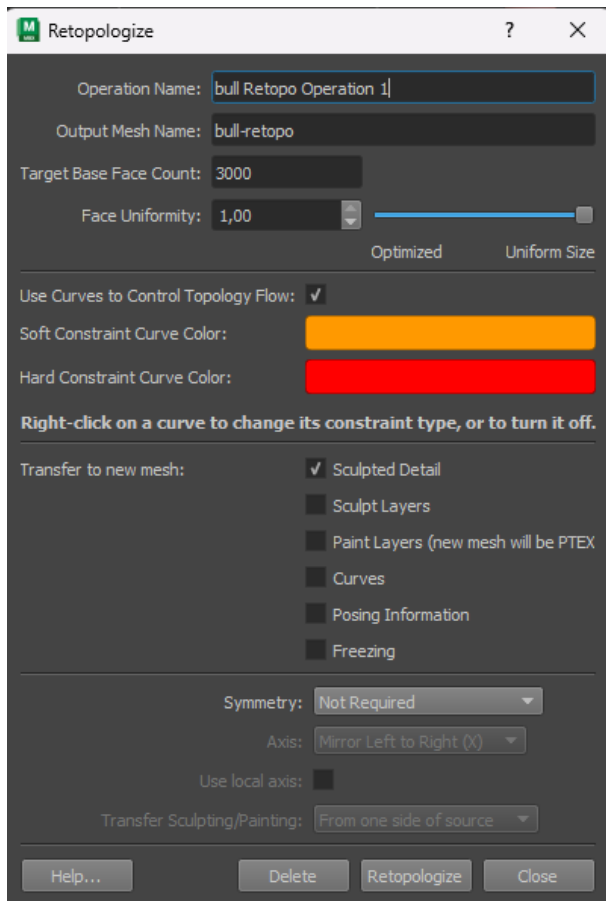 M
Retopologize
?
Operation Name: bull Retopo Operation 1
Output Mesh Name: bull-retopo
Target Base Face Count: 3000
Face Uniformity: 1,00
Optimized Uniform Size
Use Curves to Control Topology Flow:
Soft Constraint Curve Color:
Hard Constraint Curve Color:
Right-click on a curve to change its constraint type, or to turn it off.
Transfer to new mesh: Sculpted Detail
Sculpt Layers
Paint Layers (new mesh will be PTEX
Curves
Posing Information
Freezing
Symmetry: Not Required
Axis: Mirror Left to Right (X)
Use local axis:
Transfer Sculpting/Painting: From one side of source
Help... Delete Retopologize Close